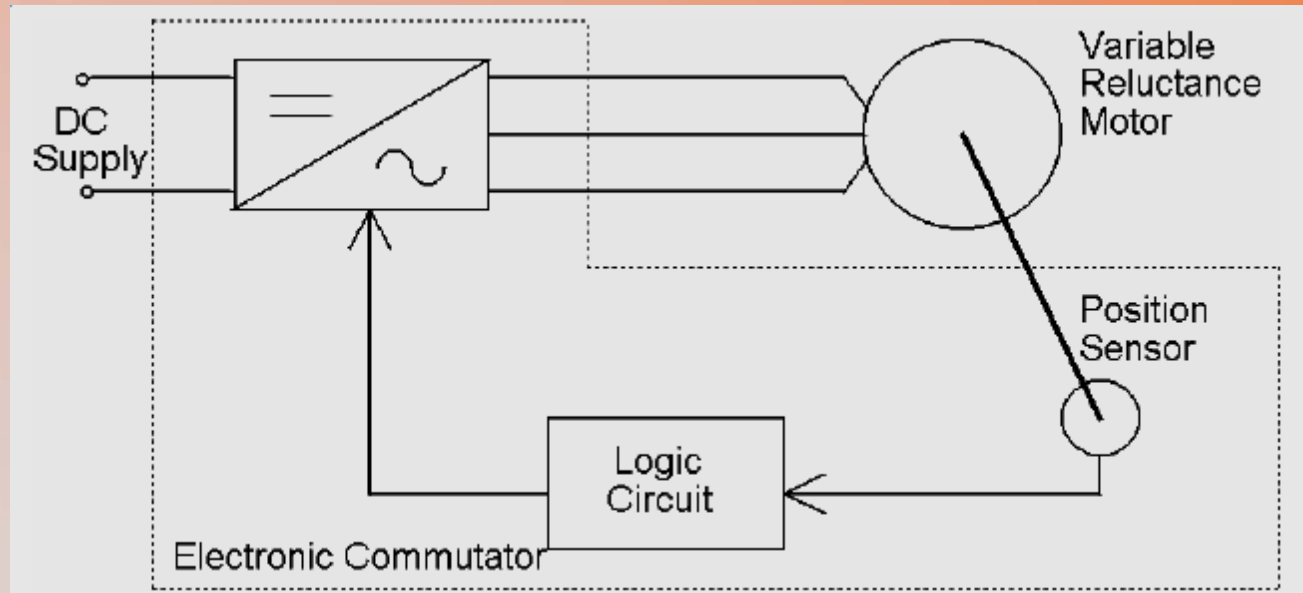 Variable
Reluctance
Motor
DC
Supply
Position
Sensor
Logic
Circuit
Electronic Commutator